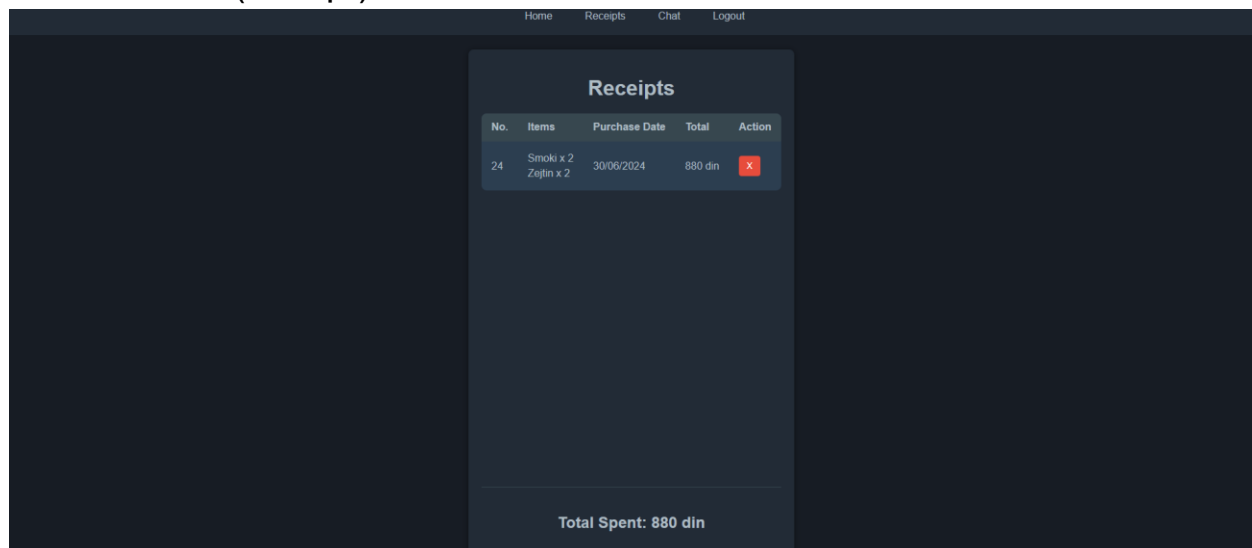 Home Receipts Chat Logout
Receipts
No. Items Purchase Date Total Action
24 Smoki x 2 30/06/2024 880 din X
Zejtin x 2
Total Spent: 880 din